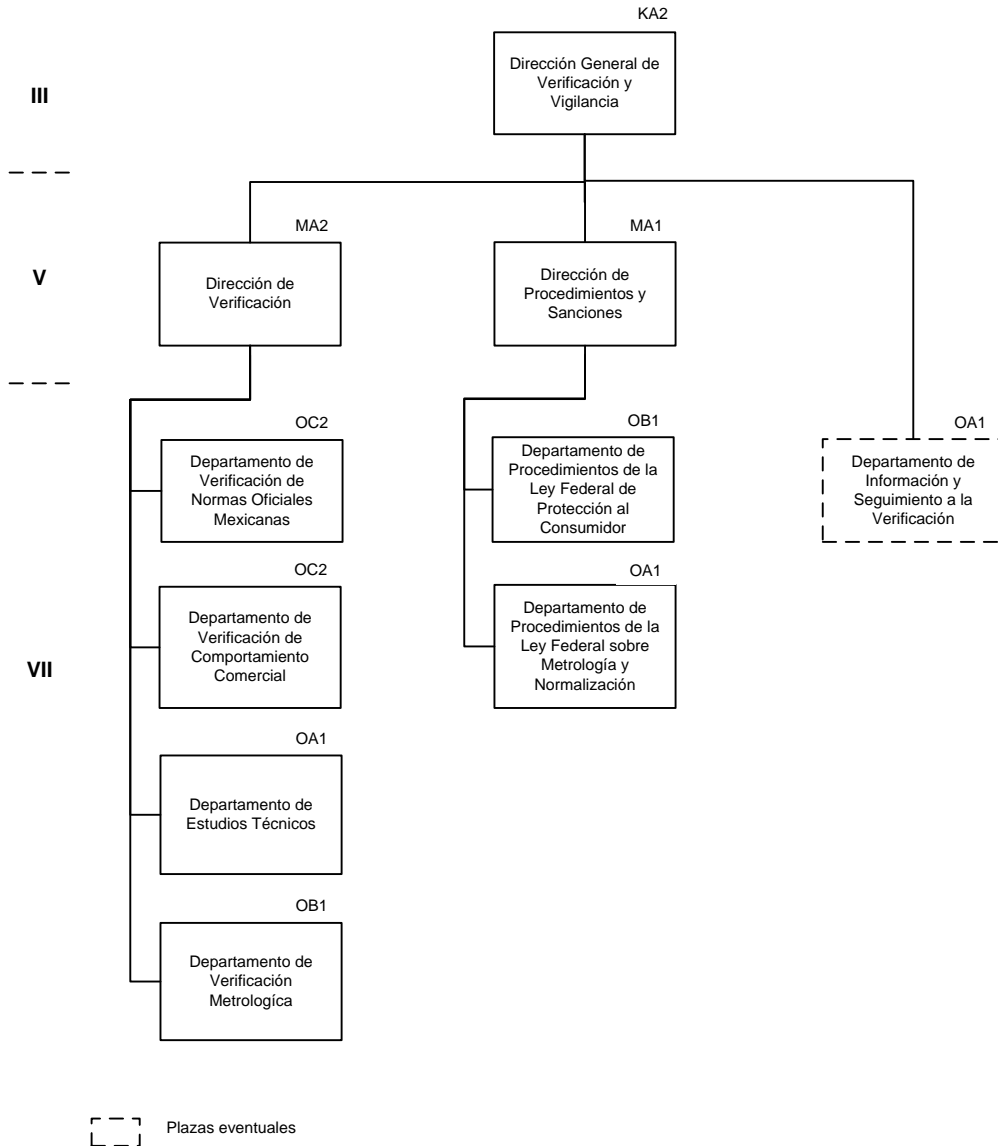 KA2
Dirección General de
Verificación y
Vigilancia
III
MA2
MA1
V
Dirección de
Verificación
Dirección de
Procedimientos y
Sanciones
OC2
OB1
OA1
Departamento de
Verificación de
Normas Oficiales
Mexicanas
Departamento de
Procedimientos de la
Ley Federal de
Protección al
Consumidor
Departamento de
Información y
Seguimiento a la
Verificación
OC2
OA1
VII
Departamento de
Verificación de
Comportamiento
Comercial
Departamento de
Procedimientos de la
Ley Federal sobre
Metrología y
Normalización
OA1
Departamento de
Estudios Técnicos
OB1
Departamento de
Verificación
Metrologíca
Plazas eventuales